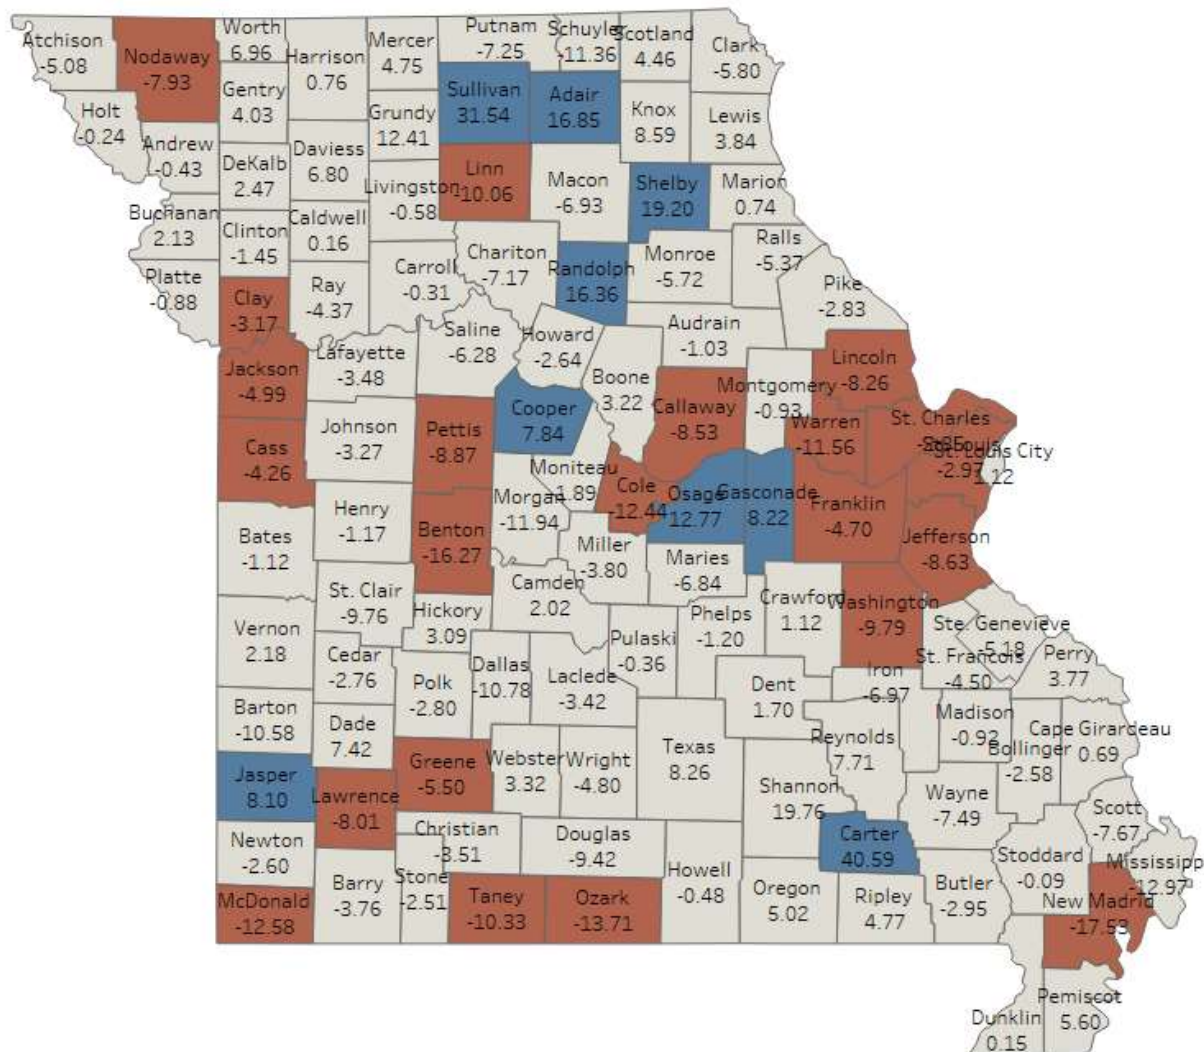 Atchison
-5.08
Nodaway
-7.93
Worth
6.96
Harrison
0.76
Mercer
4.75
Putnam
-7.25
Schuyler
-11.36
Scotland
4.46
Clark
-5.80
Holt
-0.24
Andrew
-0.43
Gentry
4.03
DeKalb
2.47
Daviess
6.80
Grundy
12.41
Livingston
-0.58
Sullivan
31.54
Adair
16.85
Knox
8.59
Lewis
3.84
Linn
-10.06
Macon
-6.93
Shelby
19.20
Marion
0.74
Buchanan
2.13
Clinton
-1.45
Caldwell
0.16
Platte
-0.88
Clay
-3.17
Ray
-4.37
Carroll
-0.31
Chariton
-7.17
Randolph
16.36
Monroe
-5.72
Ralls
-5.37
Pike
-2.83
Jackson
-4.99
Lafayette
-3.48
Saline
-6.28
Howard
-2.64
Boone
3.22
Audrain
-1.03
Callaway
-8.53
Montgomery
-0.93
Lincoln
-8.26
Warren
-11.56
St. Charles
St. Louis
-2.97
St. Louis City
1.12
Cass
-4.26
Johnson
-3.27
Pettis
-8.87
Cooper
7.84
Moniteau
1.89
Cole
-12.44
Osage
12.77
Gasconade
8.22
Franklin
-4.70
Jefferson
-8.63
Bates
-1.12
Henry
-1.17
Benton
-16.27
Morgan
-11.94
Miller
-3.80
Maries
-6.84
Camden
2.02
St. Clair
-9.76
Hickory
3.09
Pulaski
-0.36
Phelps
-1.20
Crawford
1.12
Washington
-9.79
Ste. Genevieve
-5.18
St. Francois
-4.50
Perry
3.77
Vernon
2.18
Cedar
-2.76
Polk
-2.80
Dallas
-10.78
Laclede
-3.42
Dent
1.70
Iron
-6.97
Madison
-0.92
Bollinger
-2.58
Cape Girardeau
0.69
Barton
-10.58
Dade
7.42
Greene
-5.50
Webster
3.32
Wright
-4.80
Texas
8.26
Reynolds
7.71
Shannon
19.76
Wayne
-7.49
Scott
-7.67
Jasper
8.10
Lawrence
-8.01
Christian
-3.51
Douglas
-9.42
Howell
-0.48
Carter
40.59
Stoddard
-0.09
Mississipp
-12.97
Newton
-2.60
McDonald
-12.58
Barry
-3.76
Stone
-2.51
Taney
-10.33
Ozark
-13.71
Oregon
5.02
Ripley
4.77
Butler
-2.95
New Madrid
-17.53
Pemiscot
5.60
Dunklin
0.15